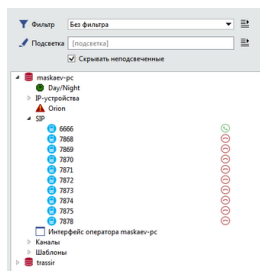 Фильтр Без фильтра
Подсветка [подсветка]
Скрывать неподсвеченные
maskaev-pc
Day/Night
IP-устройства
Orion
SIP
6666
7868
7869
7870
7871
7872
7873
7874
7875
7878
Интерфейс оператора maskaev-pc
Каналы
Шаблоны
trassir